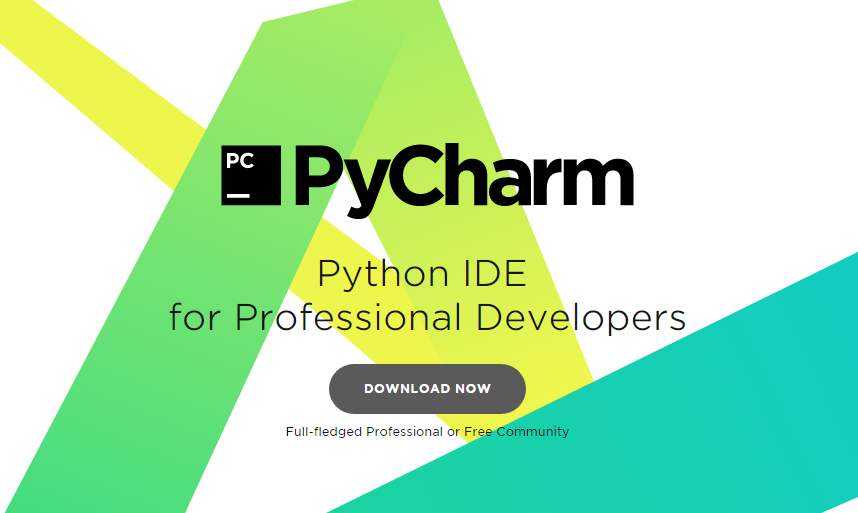 PC
PyCharm
Python IDE
for Professional Developers
DOWNLOAD NOW
Full-fledged Professional or Free Community